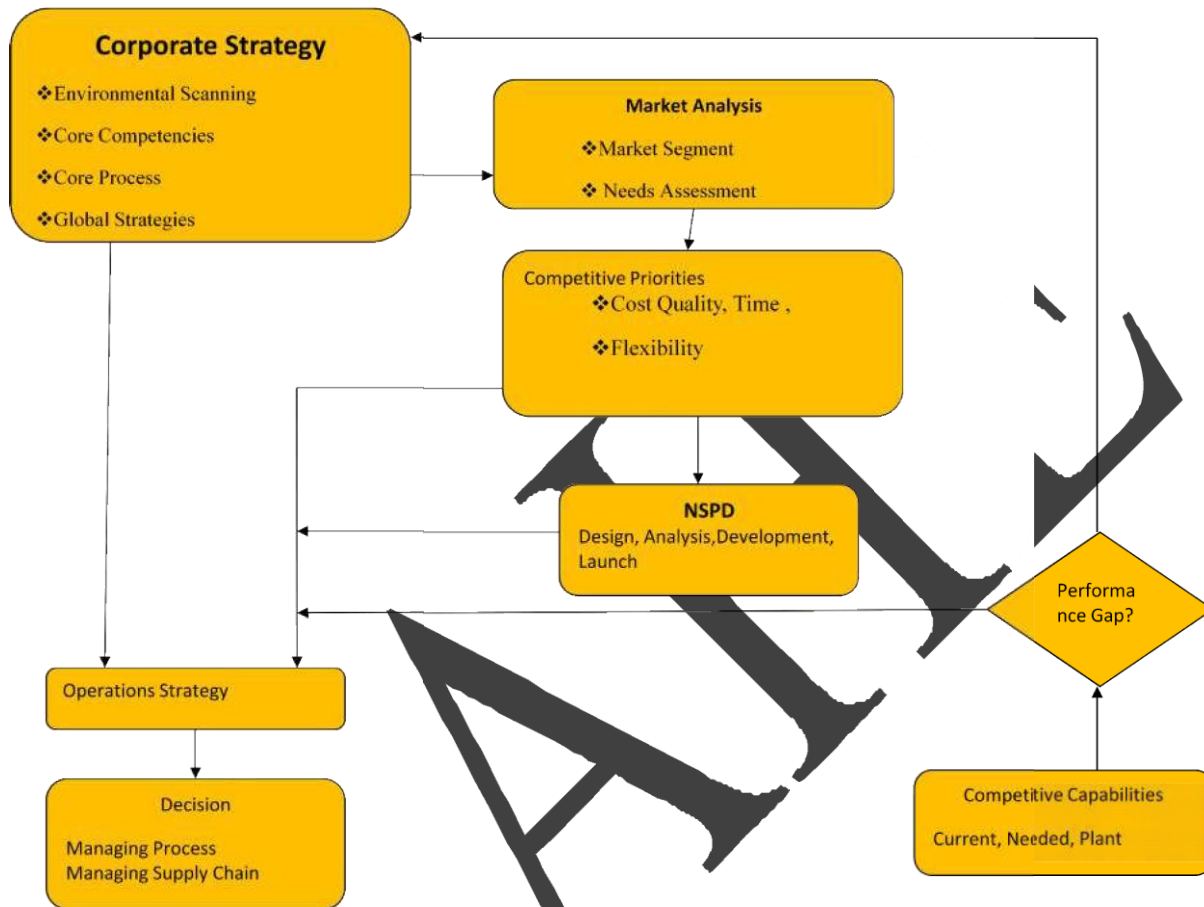 Corporate Strategy
❖Environmental Scanning
❖Core Competencies
❖Core Process
❖Global Strategies
Market Analysis
❖Market Segment
❖ Needs Assessment
Competitive Priorities
❖Cost Quality, Time ,
❖Flexibility
NSPD
Design, Analysis,Development,
Launch
Performa
nce Gap?
Operations Strategy
Decision
Managing Process
Managing Supply Chain
Competitive Capabilities
Current, Needed, Plant